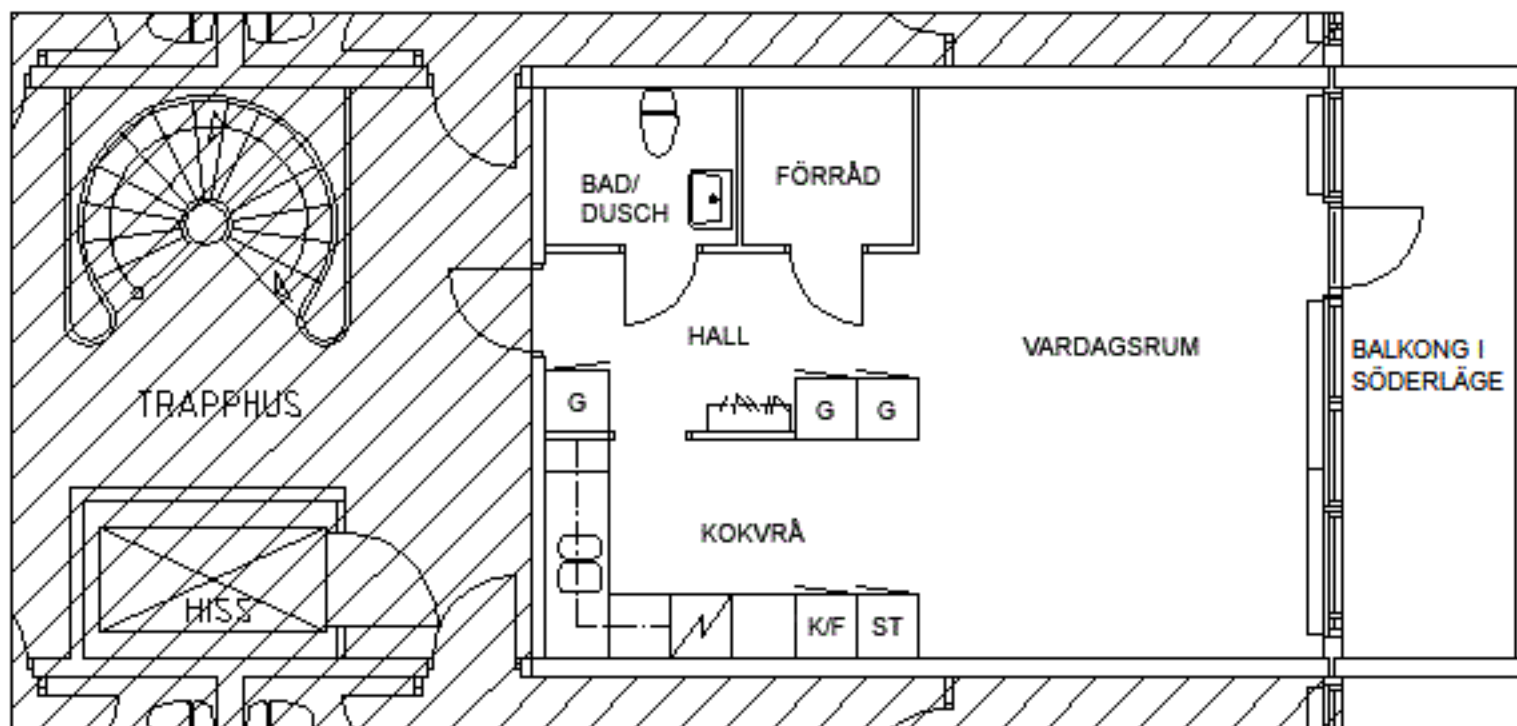 BAD/
DUSCH
FÖRRÅD
HALL
VARDAGSRUM
BALKONG I
SÖDERLÄGE
TRAPPHUS
G
G
G
KOKVRÅ
HISS
K/F
ST